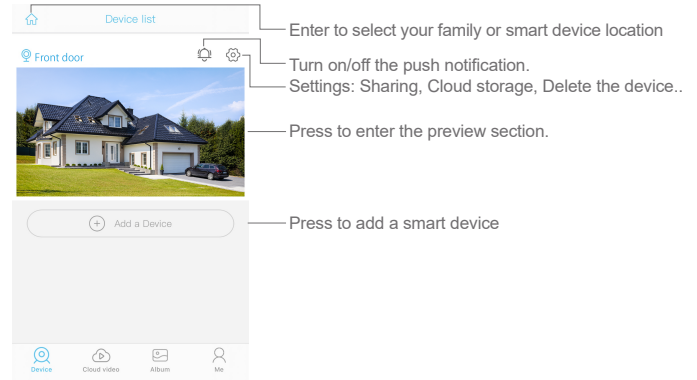 Device list
Enter to select your family or smart device location
Front door
Turn on/off the push notification.
Settings: Sharing, Cloud storage, Delete the device..
Press to enter the preview section.
Add a Device
Press to add a smart device
Device
Cloud video
Album
Me